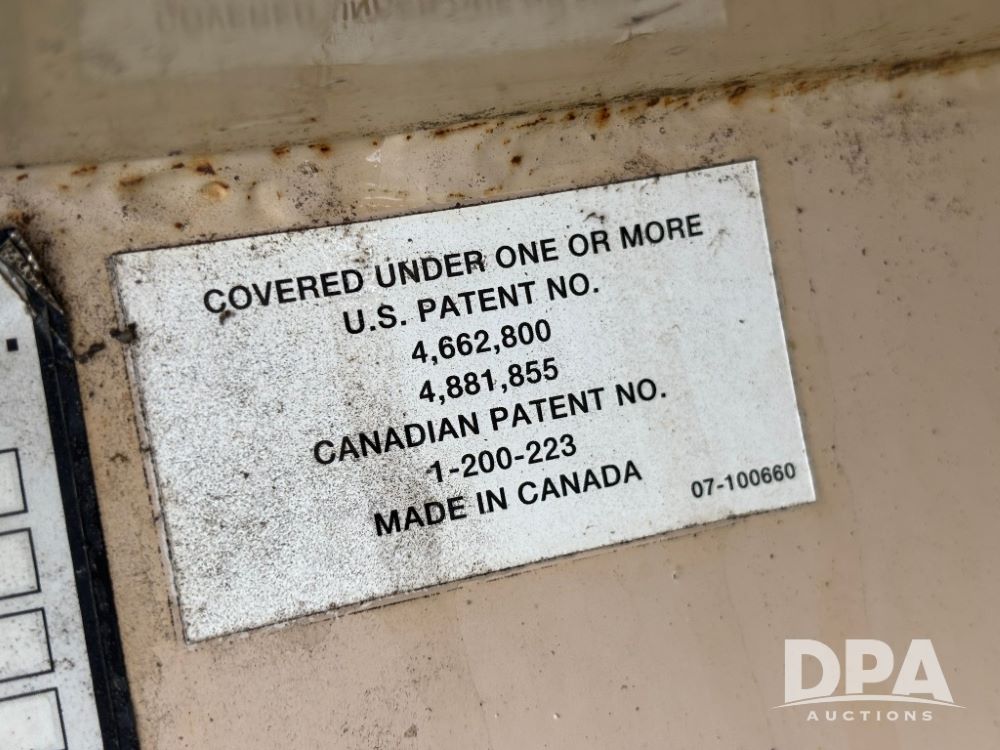 COVERED UNDER ONE OR MORE
U.S. PATENT NO.
4,662,800
4,881,855
CANADIAN PATENT NO.
1-200-223
MADE IN CANADA
07-100660
DPA
AUCTIONS